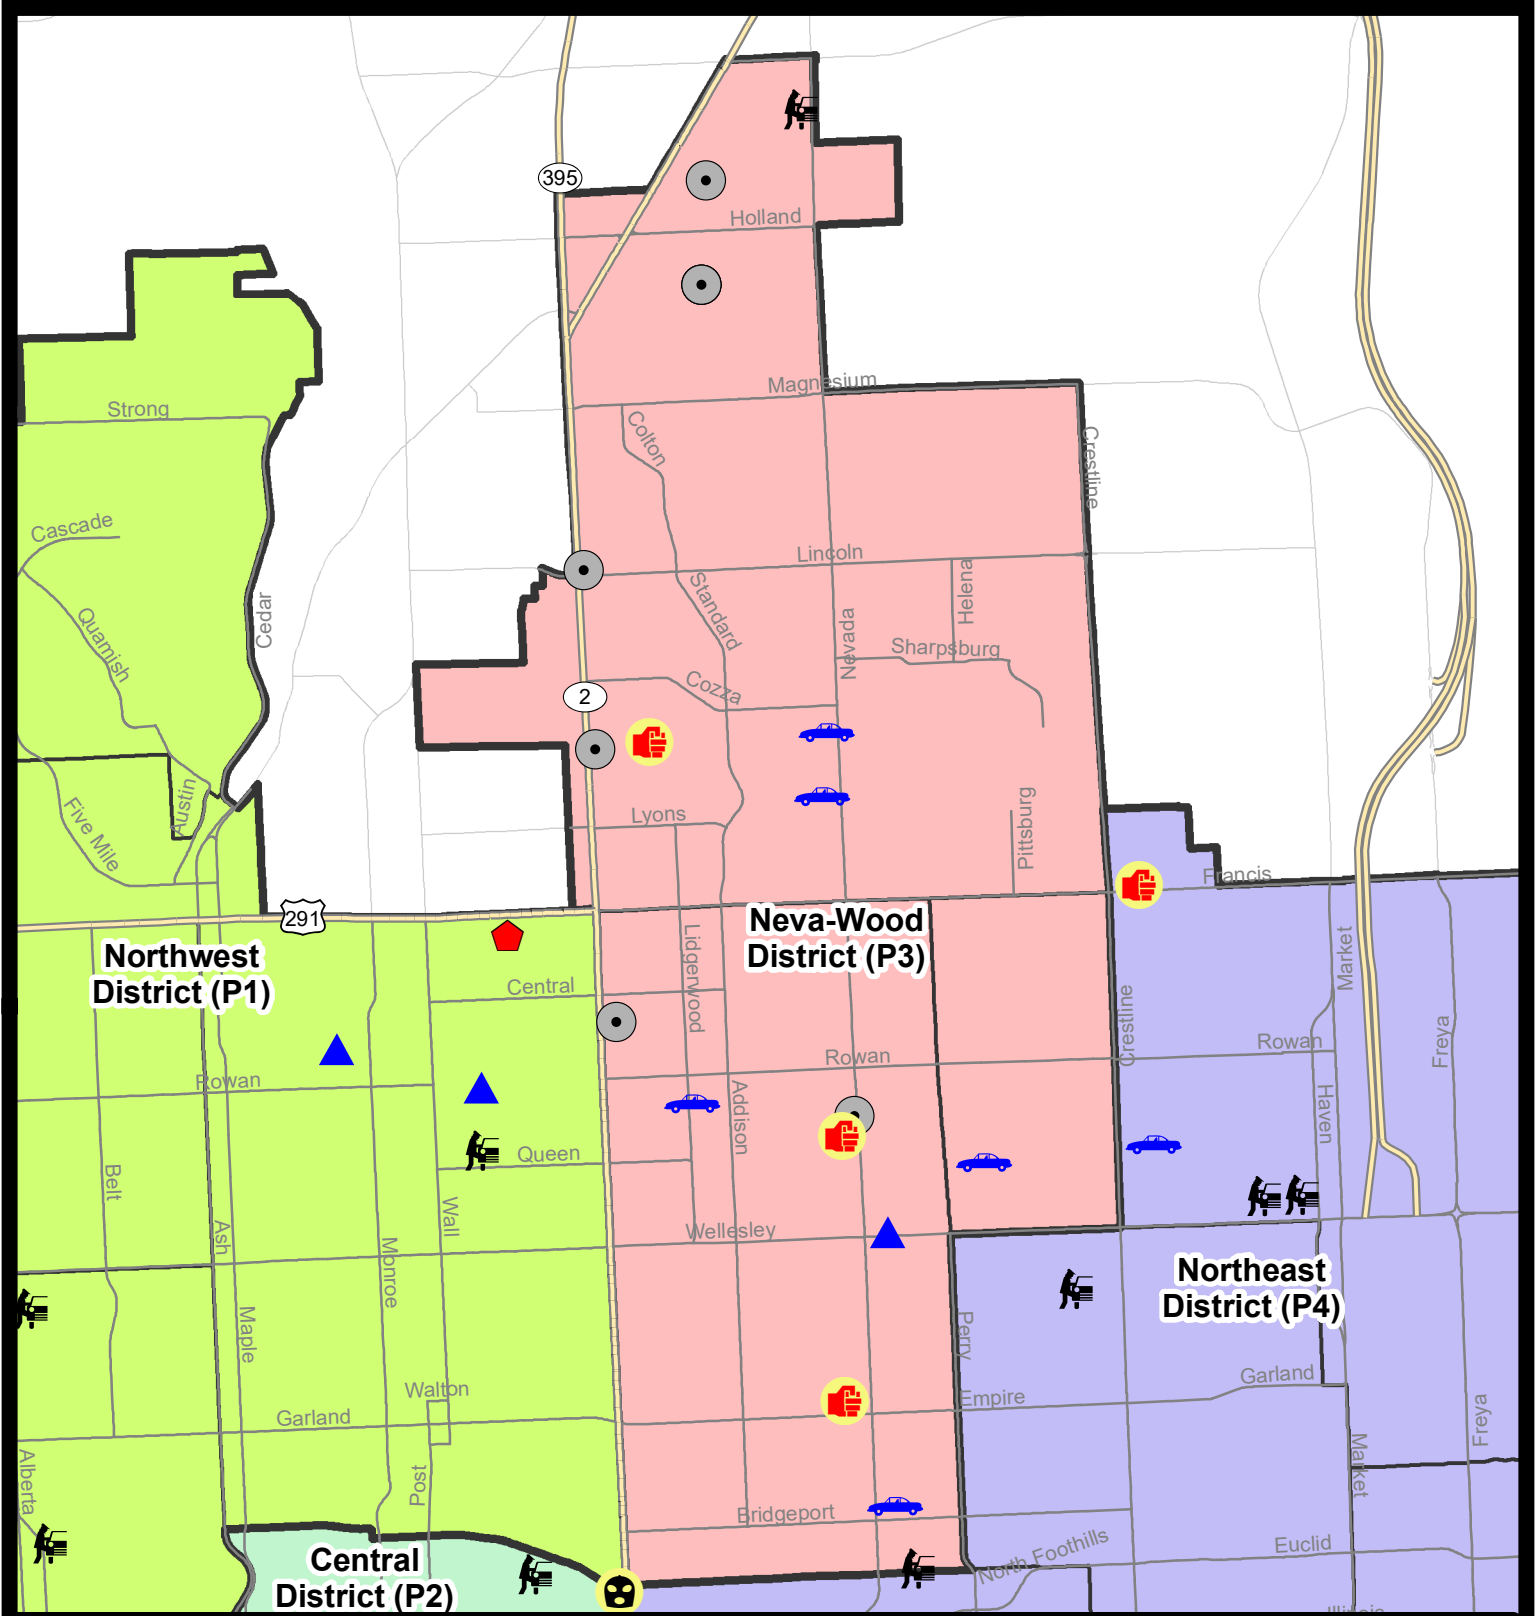 395
Holland
Magnesium
Strong
Colton
Crestline
Cascade
Lincoln
Helena
Standard
Cedar
Quamish
Nevada
Sharpsburg
Cozza
2
Austin
Five Mile
Lyons
Pittsburg
Francis
291
Neva-Wood
District (P3)
Northwest
District (P1)
Lidgerwood
Market
Central
Crestline
Freya
Rowan
Rowan
Rowan
Addison
Haven
Queen
Belt
Wall
Ash
Monroe
Wellesley
Northeast
District (P4)
Maple
Perry
Walton
Garland
Empire
Garland
Freya
Alberta
Post
Market
Bridgeport
North Foothills
Euclid
Central
District (P2)